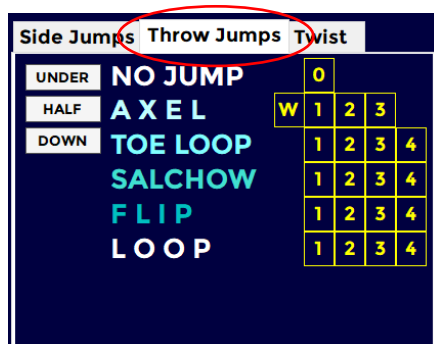 Side Jumps Throw Jumps Twist
UNDER NO JUMP 0
HALF AXEL W 1 2 3
DOWN TOE LOOP 1 2 3 4
SALCHOW 1 2 3 4
FLIP 1 2 3 4
LOOP 1 2 3 4